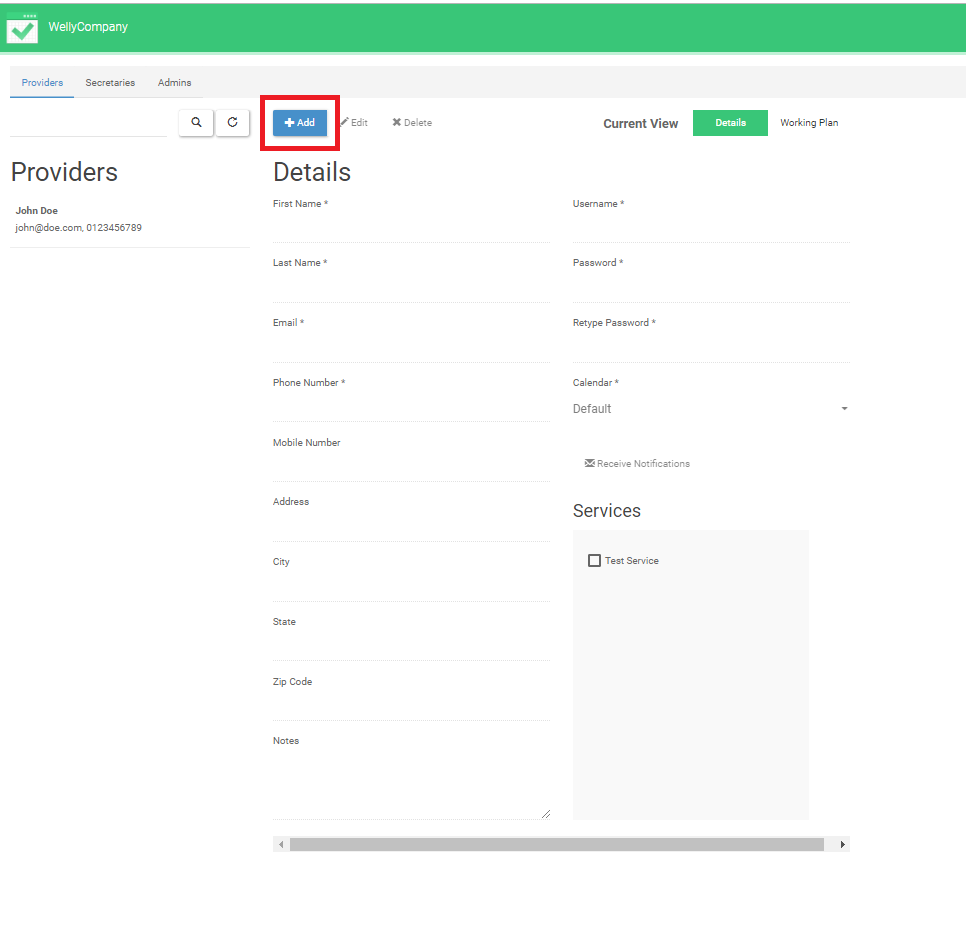 WellyCompany
Providers Secretaries Admins
Add Edit Delete Current View Details Working Plan
Providers
John Doe
john@doe.com, 0123456789
Details
First Name *
Last Name *
Email *
Phone Number *
Mobile Number
Address
City
State
Zip Code
Notes
Username *
Password *
Retype Password *
Calendar *
Default
Receive Notifications
Services
Test Service